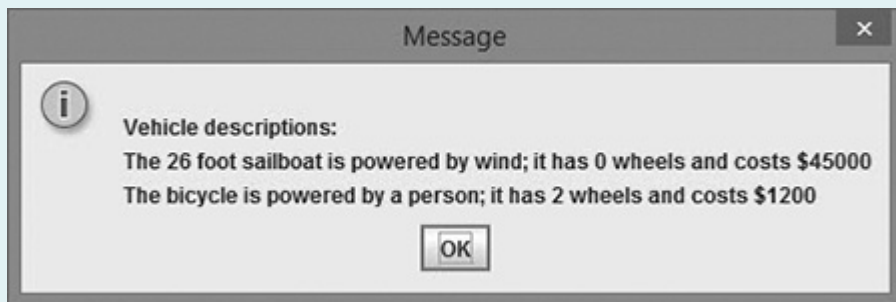 Message
Vehicle descriptions:
The 26 foot sailboat is powered by wind; it has 0 wheels and costs $45000
The bicycle is powered by a person; it has 2 wheels and costs $1200
OK